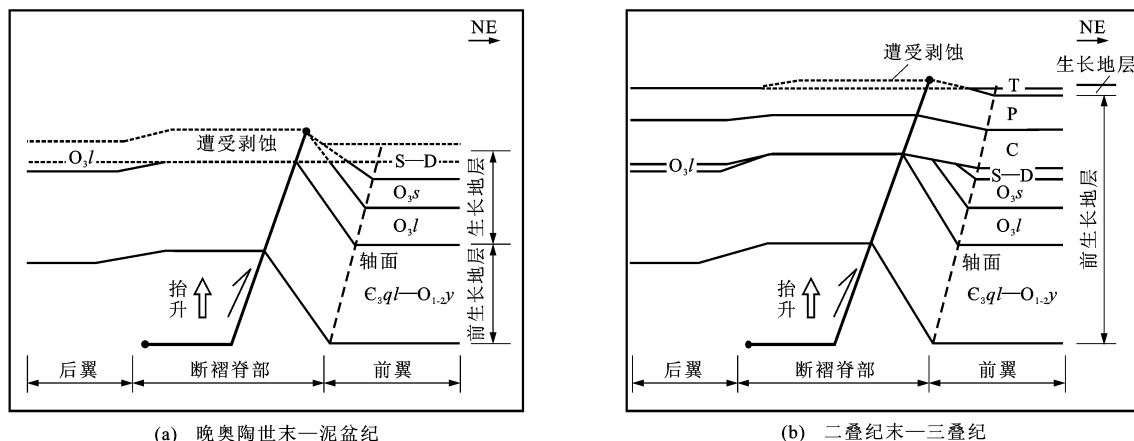 NE
遭受剥蚀
O₃l
S—D
O₃s
O₃l
生长地层
前生长地层
轴面
Є₃ql—O₁₋₂y
抬升
后翼
断褶脊部
前翼
(a) 晚奥陶世末—泥盆纪
NE
遭受剥蚀
生长地层
T
P
C
O₃l
S—D
O₃s
O₃l
前生长地层
轴面
Є₃ql—O₁₋₂y
抬升
后翼
断褶脊部
前翼
(b) 二叠纪末—三叠纪